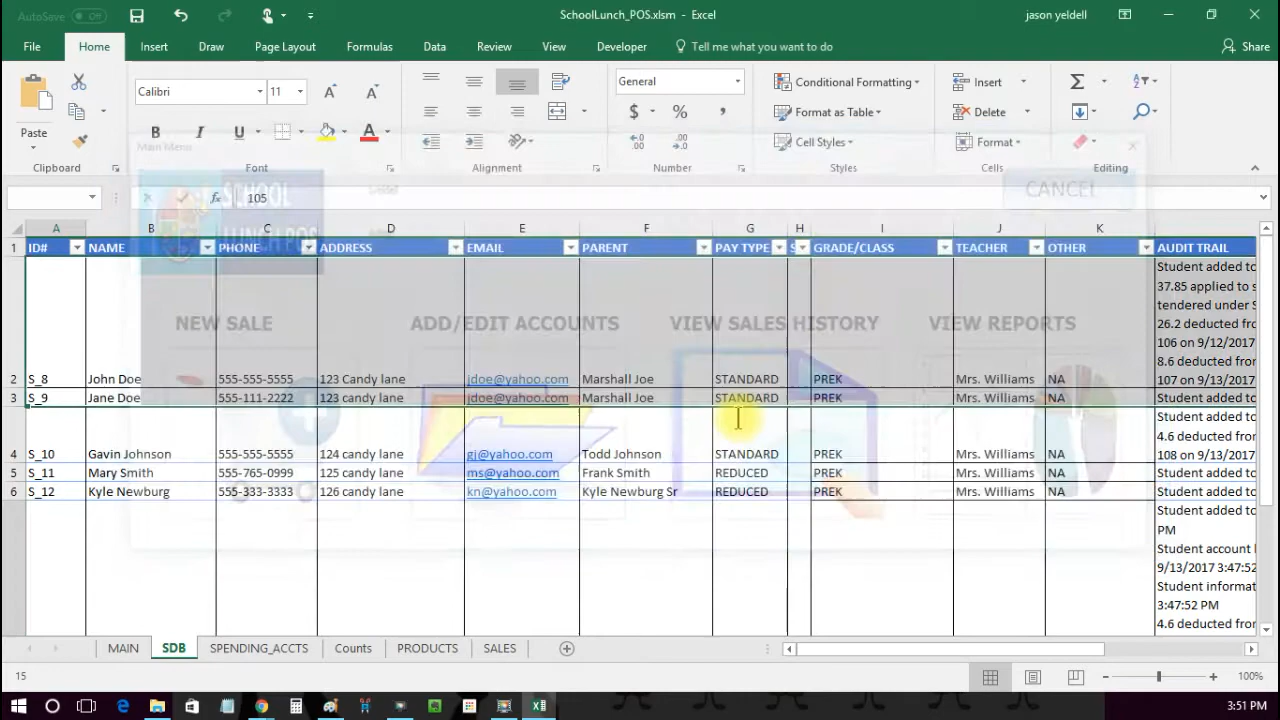 AutoSave Off
SchoolLunch_POS.xlsm - Excel
jason yeldell
File Home Insert Draw Page Layout Formulas Data Review View Developer Tell me what you want to do Share
Paste
Calibri 11
General
Conditional Formatting
Format as Table
Cell Styles
Insert
Delete
Format
Clipboard Font Alignment Number Styles Cells Editing
Main Menu
105
SCHOOL
LUNCH POS
CANCEL
A B C D E F G H I J K
1 ID# NAME PHONE ADDRESS EMAIL PARENT PAY TYPE S GRADE/CLASS TEACHER OTHER AUDIT TRAIL
Student added to
37.85 applied to s
tendered under S
26.2 deducted fro
106 on 9/12/2017
8.6 deducted from
NEW SALE ADD/EDIT ACCOUNTS VIEW SALES HISTORY VIEW REPORTS
2 S_8 John Doe 555-555-5555 123 Candy lane jdoe@yahoo.com Marshall Joe STANDARD PREK Mrs. Williams NA 107 on 9/13/2017
3 S_9 Jane Doe 555-111-2222 123 candy lane jdoe@yahoo.com Marshall Joe STANDARD PREK Mrs. Williams NA Student added to
Student added to
4.6 deducted from
4 S_10 Gavin Johnson 555-555-5555 124 candy lane gj@yahoo.com Todd Johnson STANDARD PREK Mrs. Williams NA 108 on 9/13/2017
5 S_11 Mary Smith 555-765-0999 125 candy lane ms@yahoo.com Frank Smith REDUCED PREK Mrs. Williams NA Student added to
6 S_12 Kyle Newburg 555-333-3333 126 candy lane kn@yahoo.com Kyle Newburg Sr REDUCED PREK Mrs. Williams NA Student added to
Student added to
PM
Student account
9/13/2017 3:47:52
Student informat
3:47:52 PM
4.6 deducted from
MAIN SDB SPENDING_ACCTS Counts PRODUCTS SALES
15
100%
3:51 PM